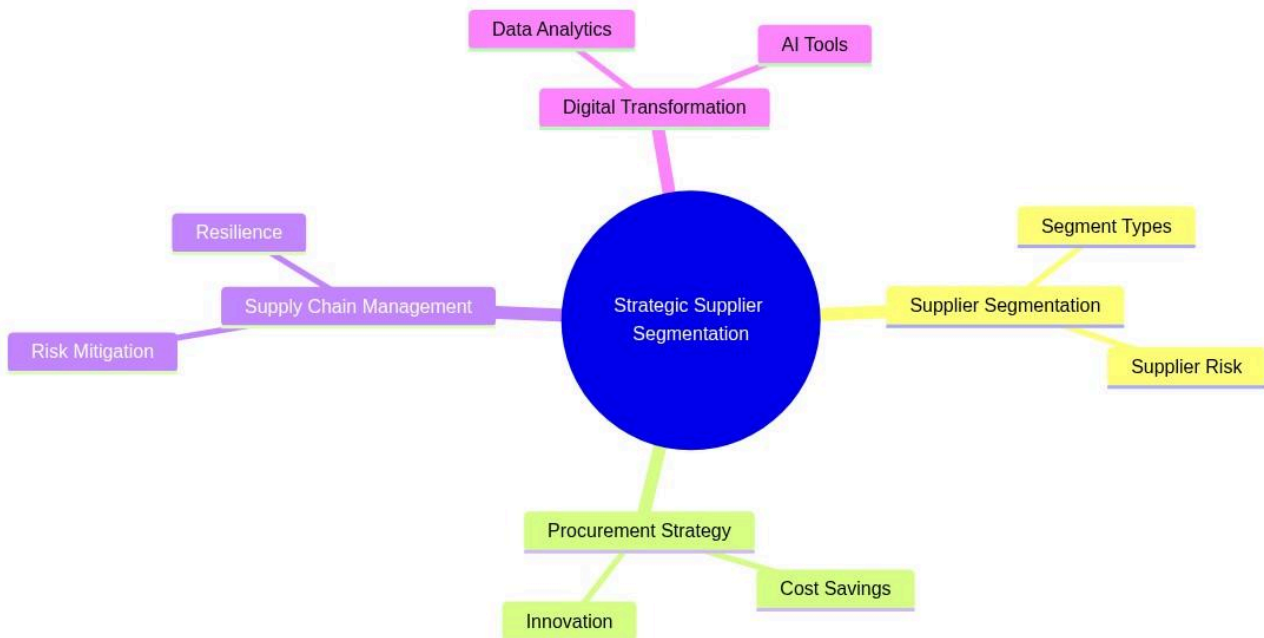 Data Analytics
AI Tools
Digital Transformation
Resilience
Segment Types
Supply Chain Management
Strategic Supplier
Segmentation
Supplier Segmentation
Risk Mitigation
Supplier Risk
Procurement Strategy
Cost Savings
Innovation